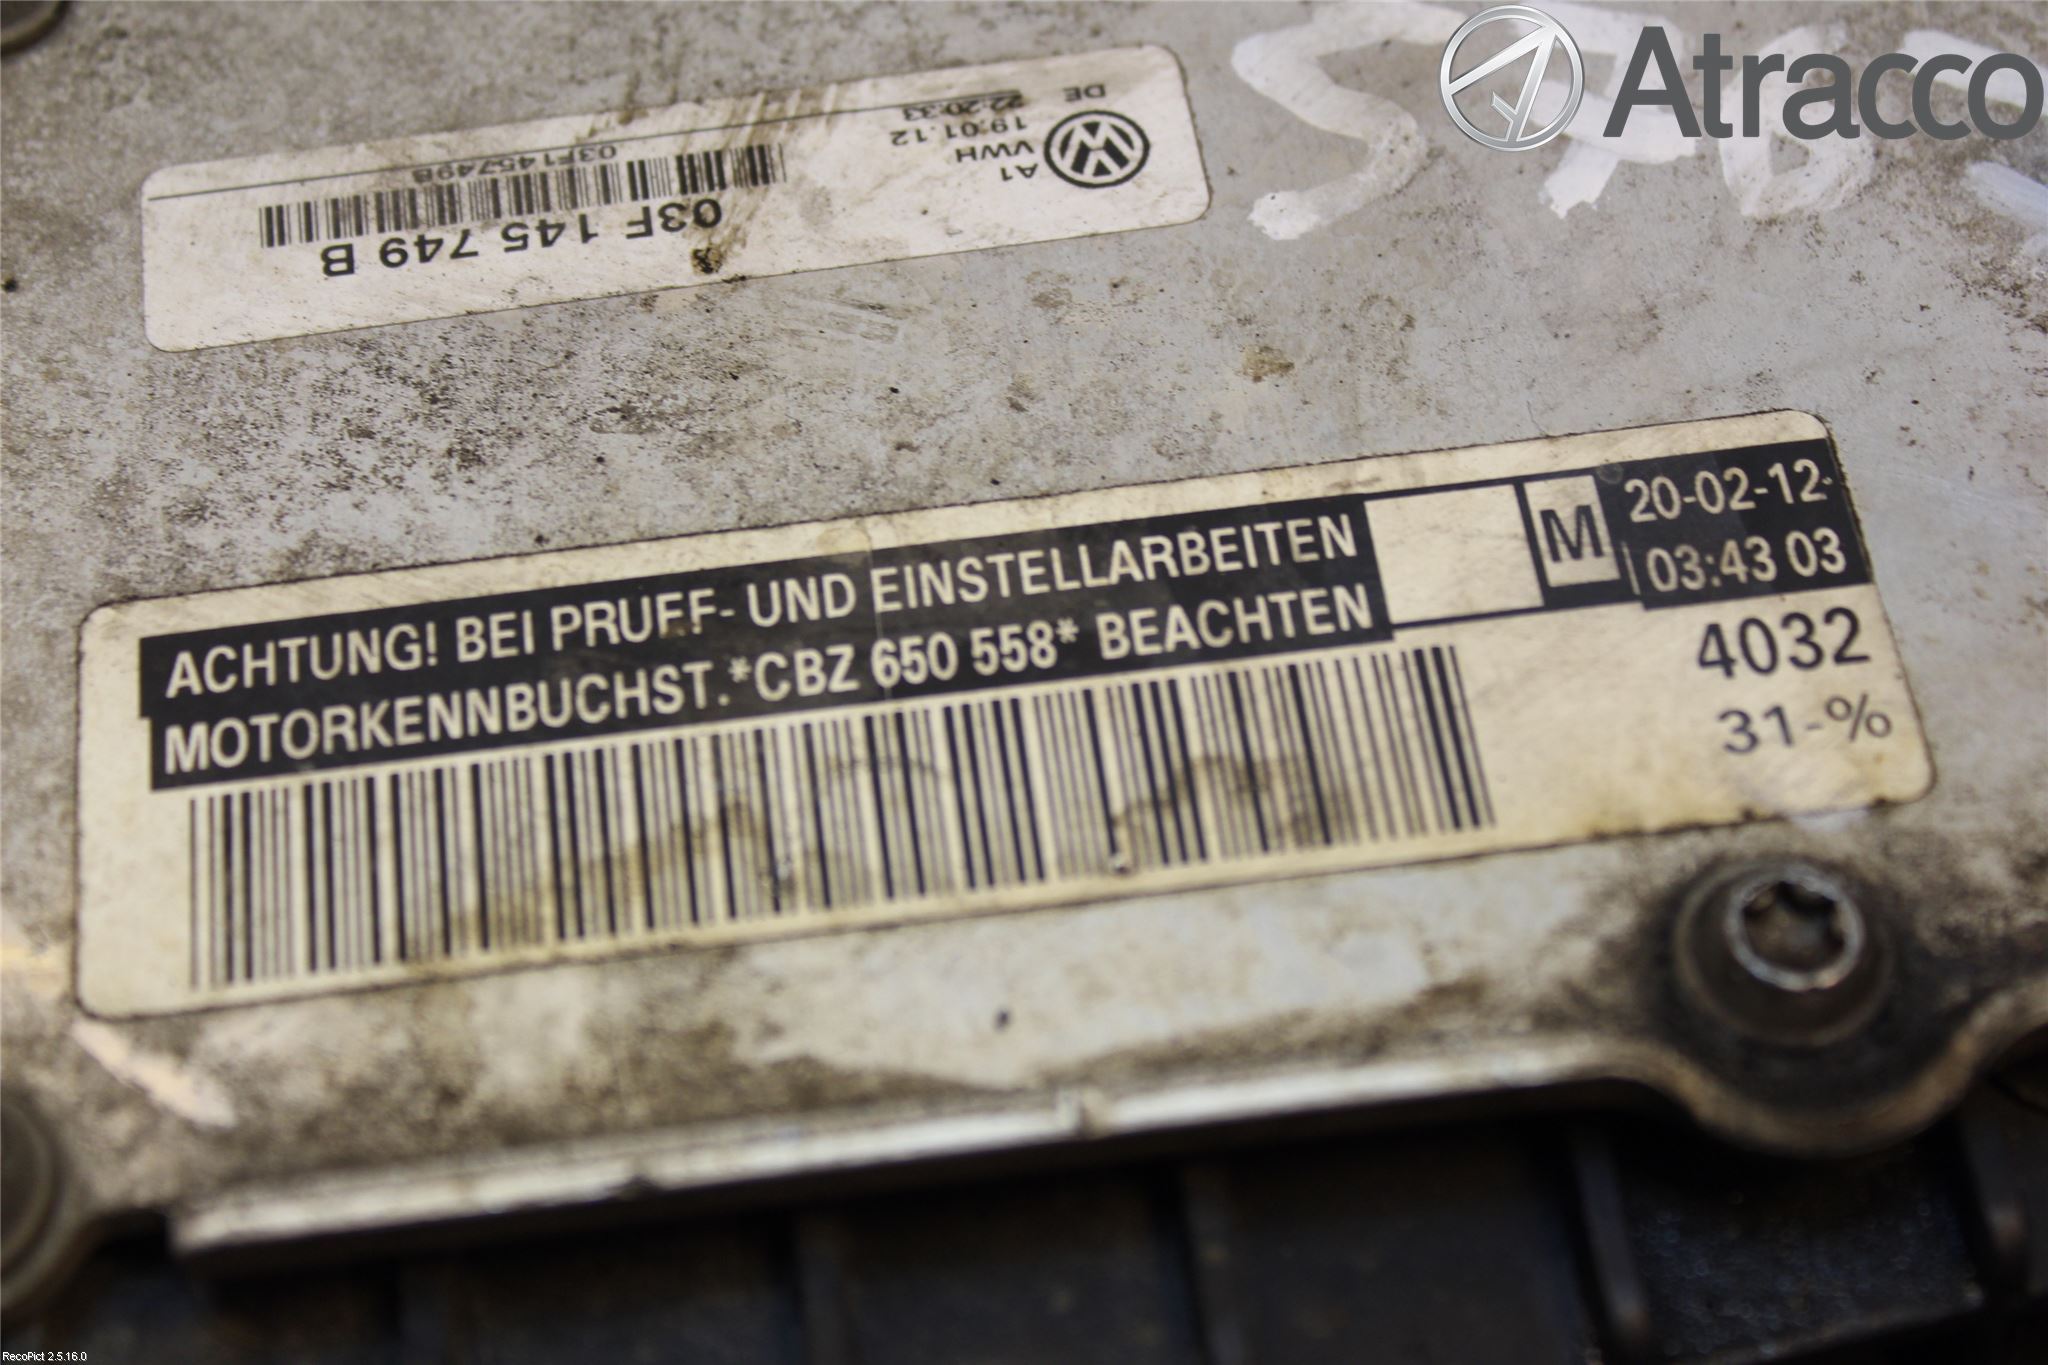 Atracco
DE
22:20:33
19.01.12
VWH
A1
03F145749B
03F 145 749 B
ACHTUNG! BEI PRUEF- UND EINSTELLARBEITEN
MOTORKENNBUCHST.*CBZ 650 558* BEACHTEN
M
20-02-12
03:43 03
4032
31-%
RecoPict 2.5.16.0